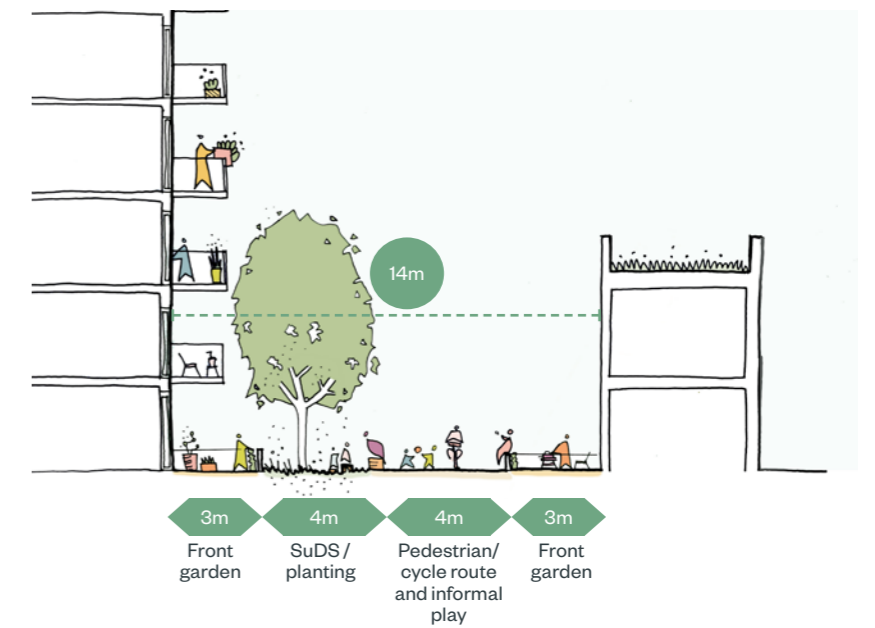 14m
3m
4m
4m
3m
Front
garden
SuDS /
planting
Pedestrian/
cycle route
and informal
play
Front
garden